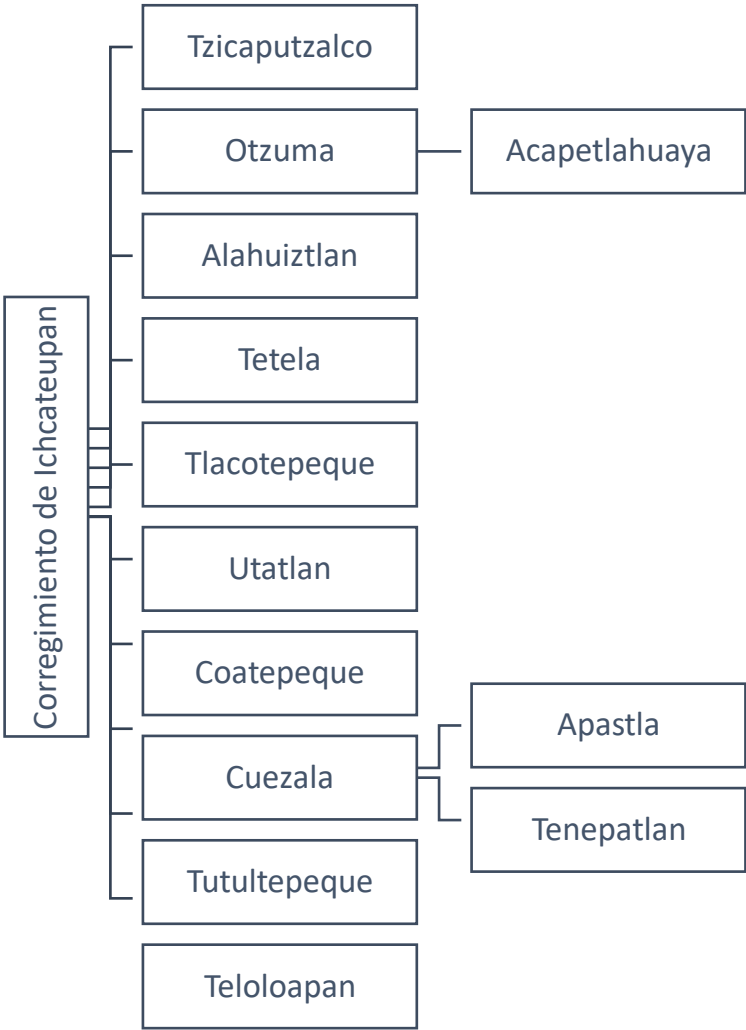 Corregimiento de Ichcateupan
Tzicaputzalco
Otzuma
Acapetlahuaya
Alahuiztlan
Tetela
Tlacotepeque
Utatlan
Coatepeque
Cuezala
Apastla
Tenepatlan
Tutultepeque
Teloloapan